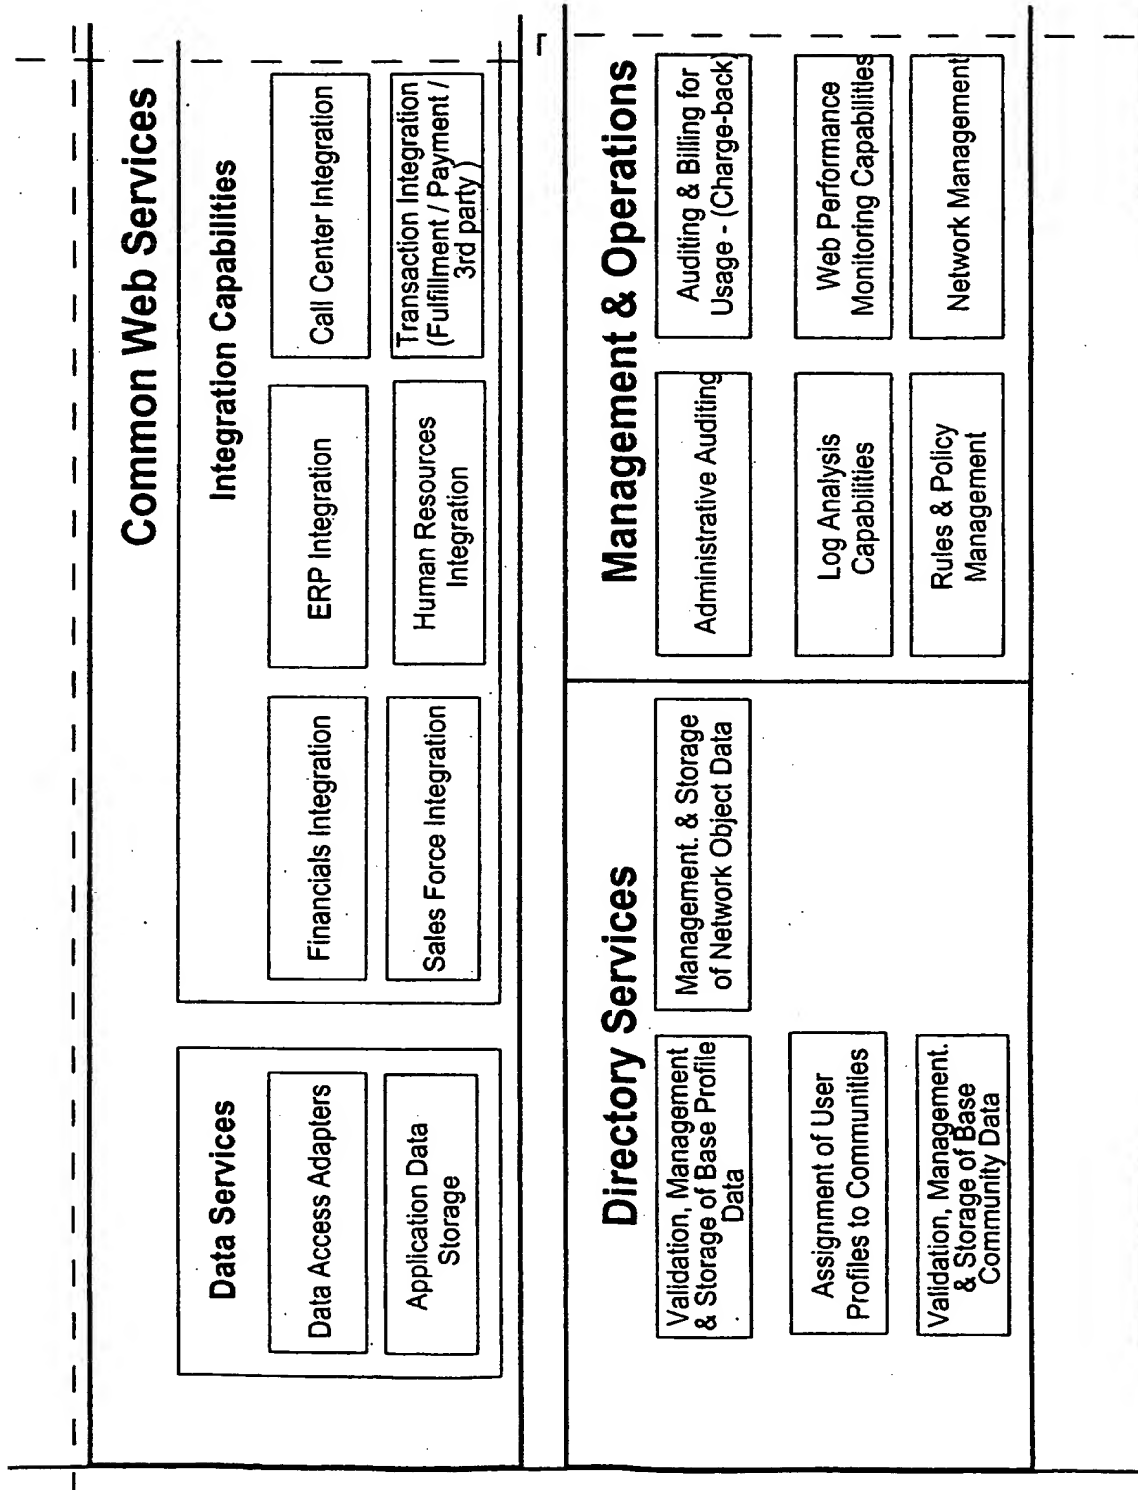 Common Web Services
Data Services
Data Access Adapters
Application Data
Storage
Integration Capabilities
Financials Integration
ERP Integration
Call Center Integration
Sales Force Integration
Human Resources
Integration
Transaction Integration
(Fulfillment / Payment /
3rd party )
Directory Services
Validation, Management
& Storage of Base Profile
Data
Management. & Storage
of Network Object Data
Assignment of User
Profiles to Communities
Validation, Management.
& Storage of Base
Community Data
Management & Operations
Administrative Auditing
Auditing & Billing for
Usage - (Charge-back)
Log Analysis
Capabilities
Web Performance
Monitoring Capabilities
Rules & Policy
Management
Network Management